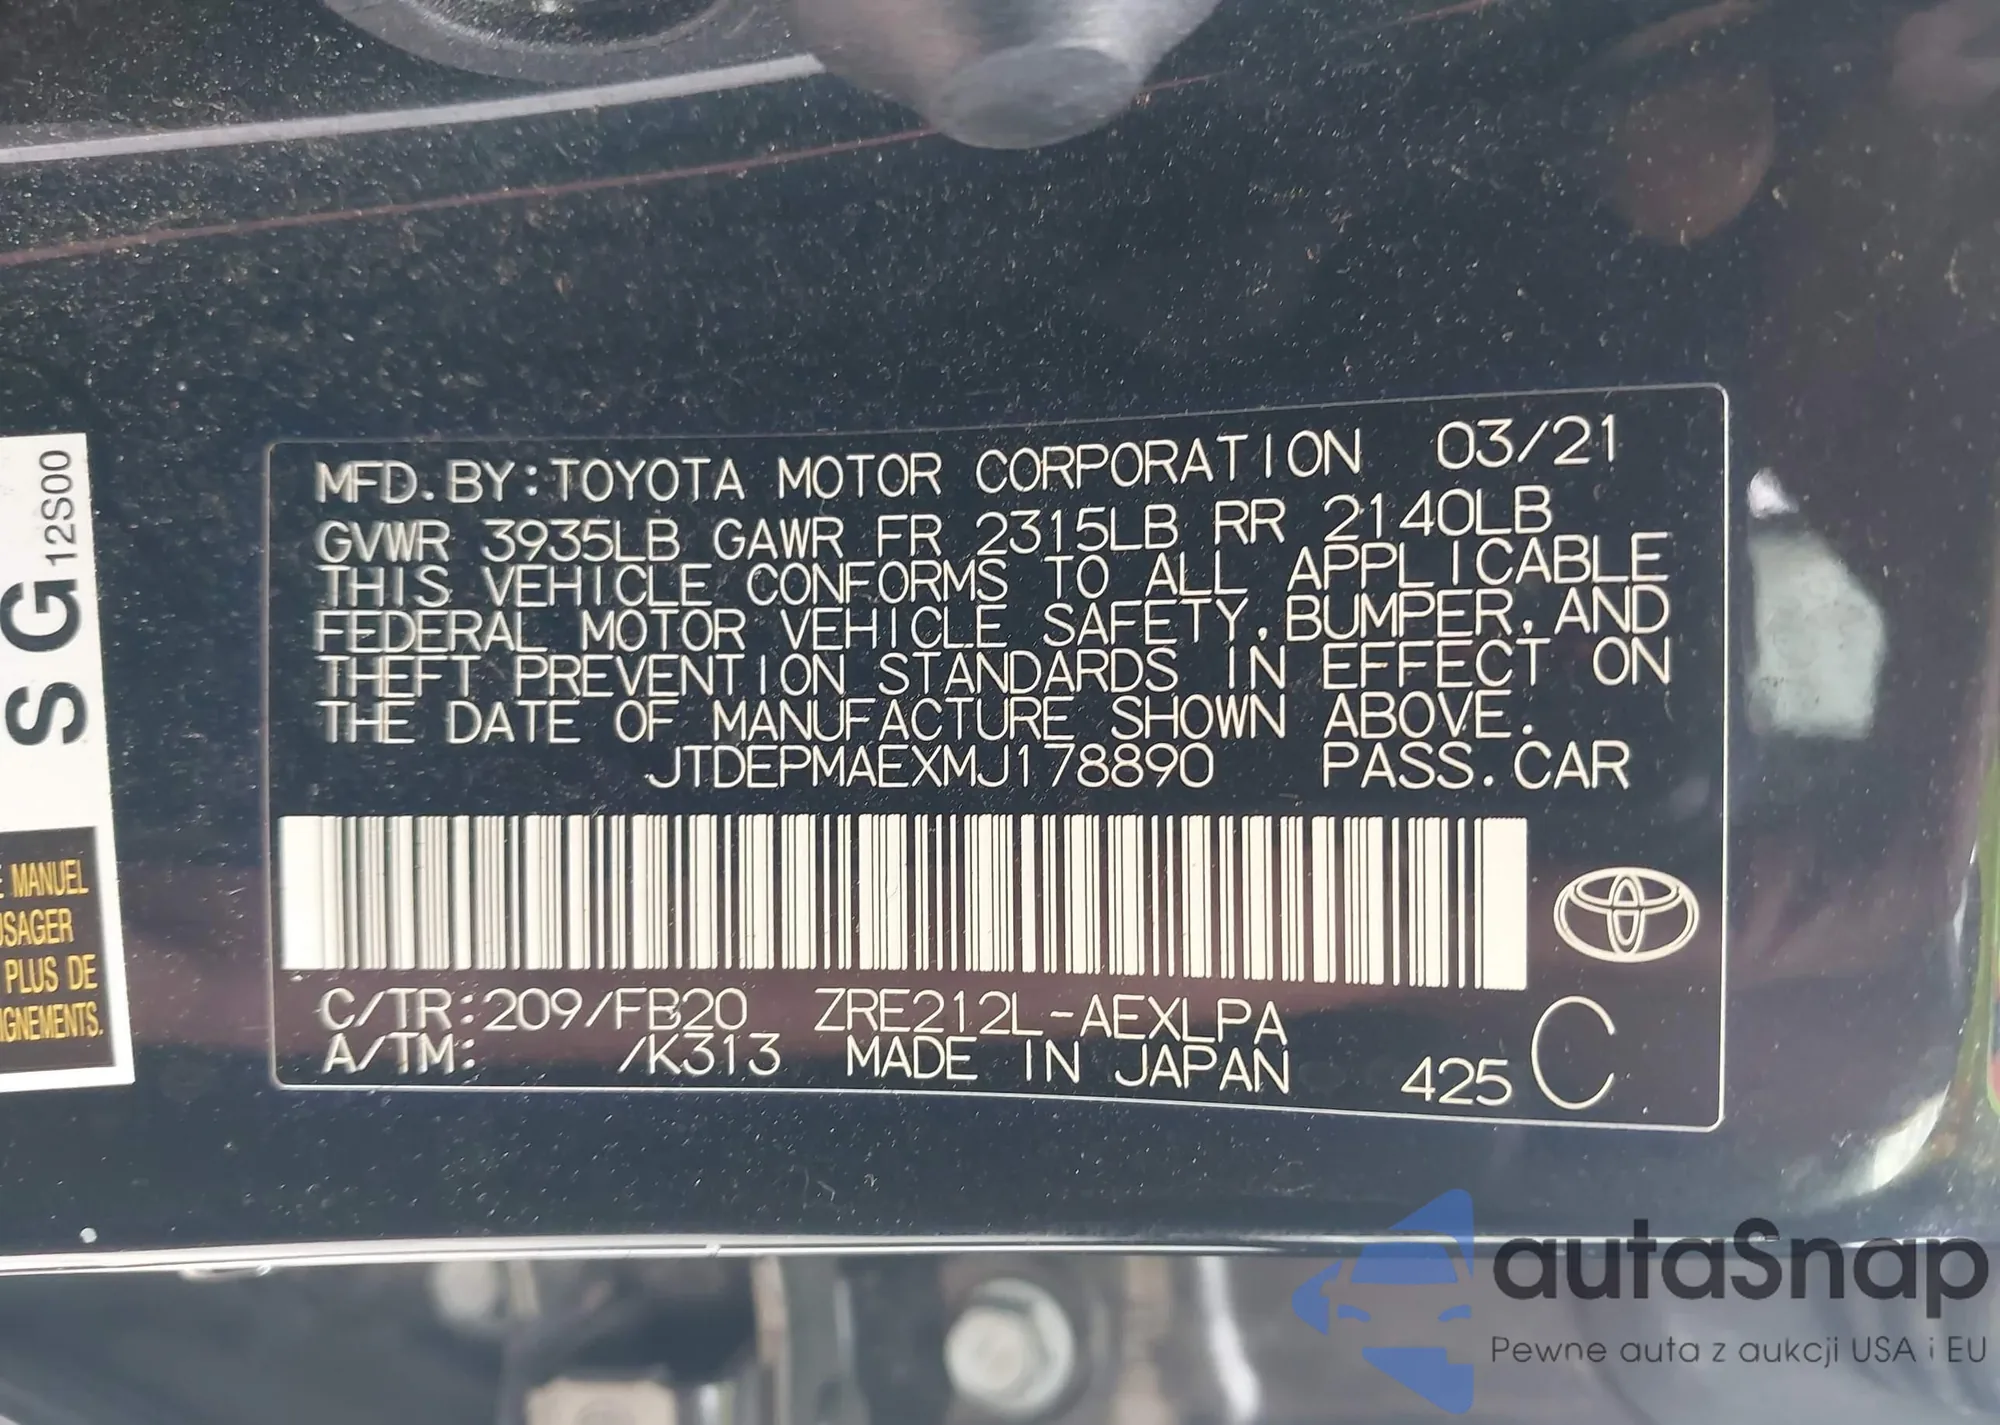 MFD.BY:TOYOTA MOTOR CORPORATION 03/21
GVWR 3935LB GAWR FR 2315LB RR 2140LB
THIS VEHICLE CONFORMS TO ALL APPLICABLE
FEDERAL MOTOR VEHICLE SAFETY, BUMPER, AND
THEFT PREVENTION STANDARDS IN EFFECT ON
THE DATE OF MANUFACTURE SHOWN ABOVE.
JTDEPMAEXMJ178890 PASS.CAR
C/TR:209/FB20 ZRE212L-AEXLPA
A/TM: /K313 MADE IN JAPAN 425 C
SG 12S00
E MANUEL
USAGER
PLUS DE
IGNEMENTS.
autaSnap
Pewne auta z aukcji USA i EU